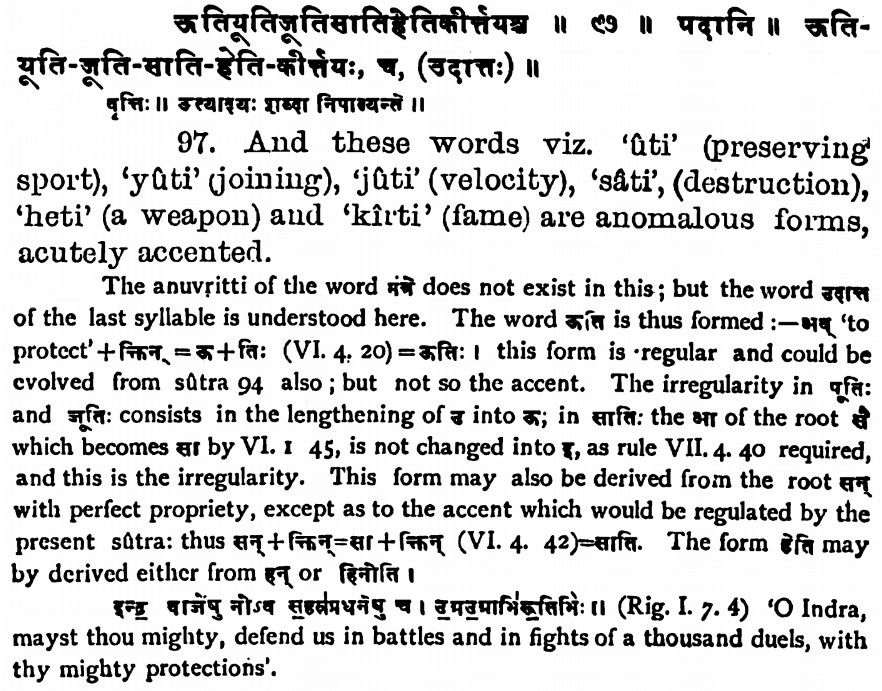 ऊतियूतिजूतिसातिहेतिकीर्त्तयश्च ॥ ९७ ॥ पदानि ॥ ऊति-
यूति-जूति-साति-हेति-कीर्त्तयः, च, (उदात्तः) ॥
वृत्तिः ॥ ऊत्यादयः शब्दा निपात्यन्ते ॥
97. And these words viz. 'ûti' (preserving
sport), 'yûti' (joining), 'jûti' (velocity), 'sâti', (destruction),
'heti' (a weapon) and 'kîrti' (fame) are anomalous forms,
acutely accented.
The anuvṛitti of the word मंत्रे does not exist in this; but the word उदात्त
of the last syllable is understood here. The word ऊति is thus formed :—अव् 'to
protect'+क्तिन् = ऊ+तिः (VI. 4. 20)=ऊतिः । this form is regular and could be
evolved from sûtra 94 also ; but not so the accent. The irregularity in यूतिः
and जूतिः consists in the lengthening of उ into ऊ; in सातिः the आ of the root सै
which becomes सा by VI. 1 45, is not changed into इ, as rule VII. 4. 40 required,
and this is the irregularity. This form may also be derived from the root सन्
with perfect propriety, except as to the accent which would be regulated by the
present sûtra: thus सन्+क्तिन्=सा+क्तिन् (VI. 4. 42)=साति. The form हेति may
by derived either from हन् or हिनोति ।
इन्द्र॒ वाजे॑षु नोऽव स॒हस्र॑प्रधनेषु च । उ॒ग्रउ॒ग्राभि॑रू॒तिभिः॑ ॥ (Rig. I. 7. 4) 'O Indra,
mayst thou mighty, defend us in battles and in fights of a thousand duels, with
thy mighty protections'.